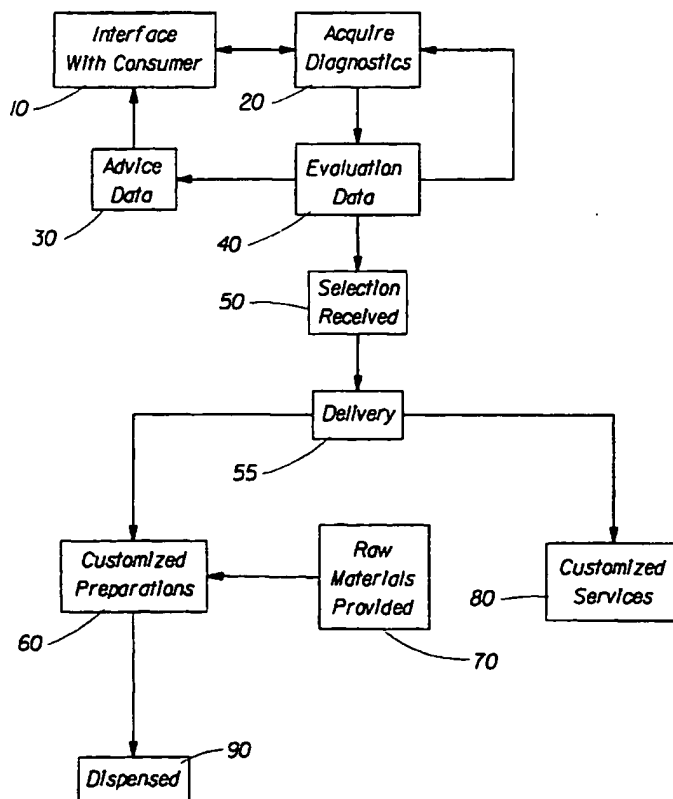 Interface
With Consumer
10
Acquire
Diagnostics
20
Advice
Data
30
Evaluation
Data
40
50
Selection
Received
Delivery
55
Customized
Preparations
60
Raw
Materials
Provided
70
Customized
Services
80
90
Dispensed